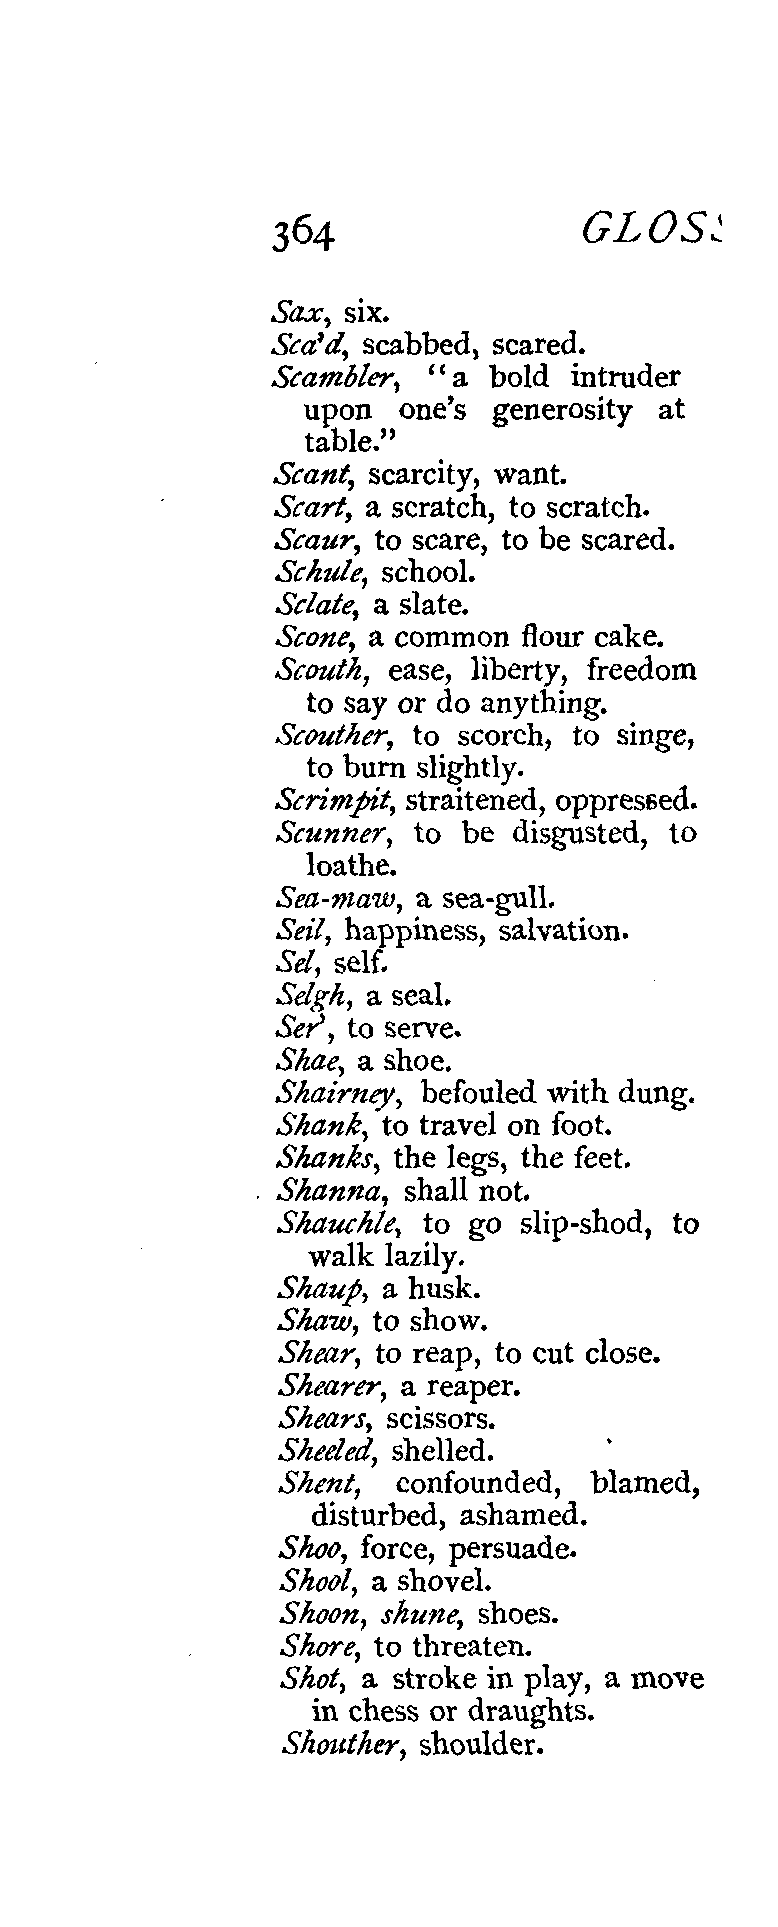 364 GLOS
Sax, six.
Sca'd, scabbed, scared.
Scambler, "a bold intruder
upon one's generosity at
table."
Scant, scarcity, want.
Scart, a scratch, to scratch.
Scaur, to scare, to be scared.
Schule, school.
Sclate, a slate.
Scone, a common flour cake.
Scouth, ease, liberty, freedom
to say or do anything.
Scouther, to scorch, to singe,
to burn slightly.
Scrimpit, straitened, oppressed.
Scunner, to be disgusted, to
loathe.
Sea-maw, a sea-gull.
Seil, happiness, salvation.
Sel, self.
Selgh, a seal.
Ser', to serve.
Shae, a shoe.
Shairney, befouled with dung.
Shank, to travel on foot.
Shanks, the legs, the feet.
Shanna, shall not.
Shauchle, to go slip-shod, to
walk lazily.
Shaup, a husk.
Shaw, to show.
Shear, to reap, to cut close.
Shearer, a reaper.
Shears, scissors.
Sheeled, shelled.
Shent, confounded, blamed,
disturbed, ashamed.
Shoo, force, persuade.
Shool, a shovel.
Shoon, shune, shoes.
Shore, to threaten.
Shot, a stroke in play, a move
in chess or draughts.
Shouther, shoulder.